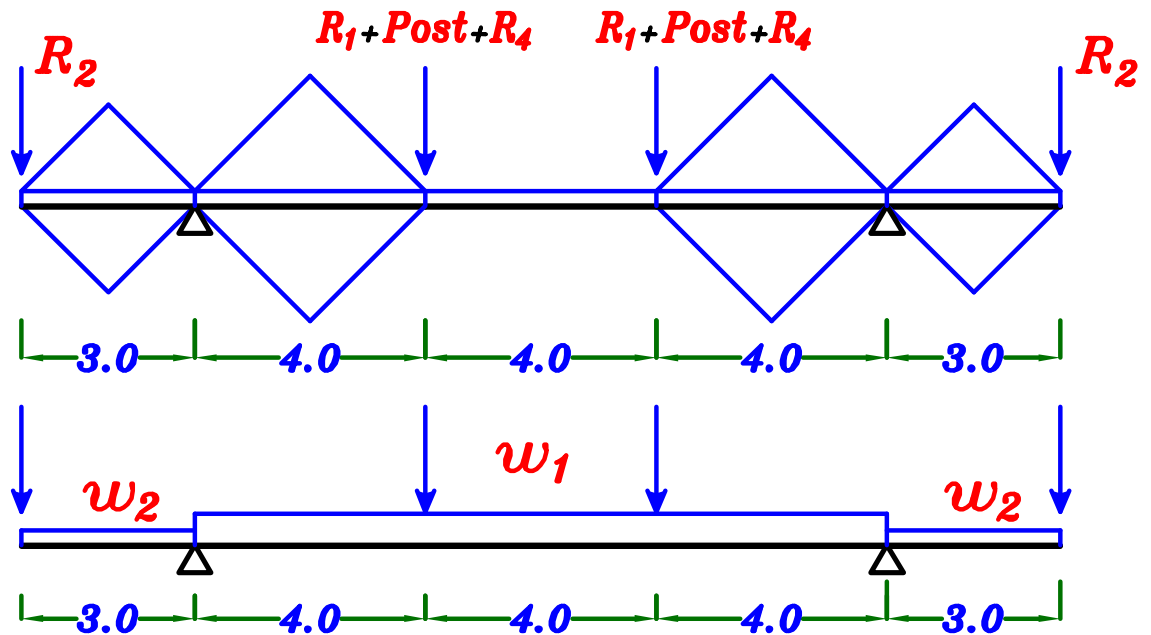 R₁+Post+R₄ R₁+Post+R₄
R₂ R₂
3.0 4.0 4.0 4.0 3.0
w₁
w₂ w₂
3.0 4.0 4.0 4.0 3.0